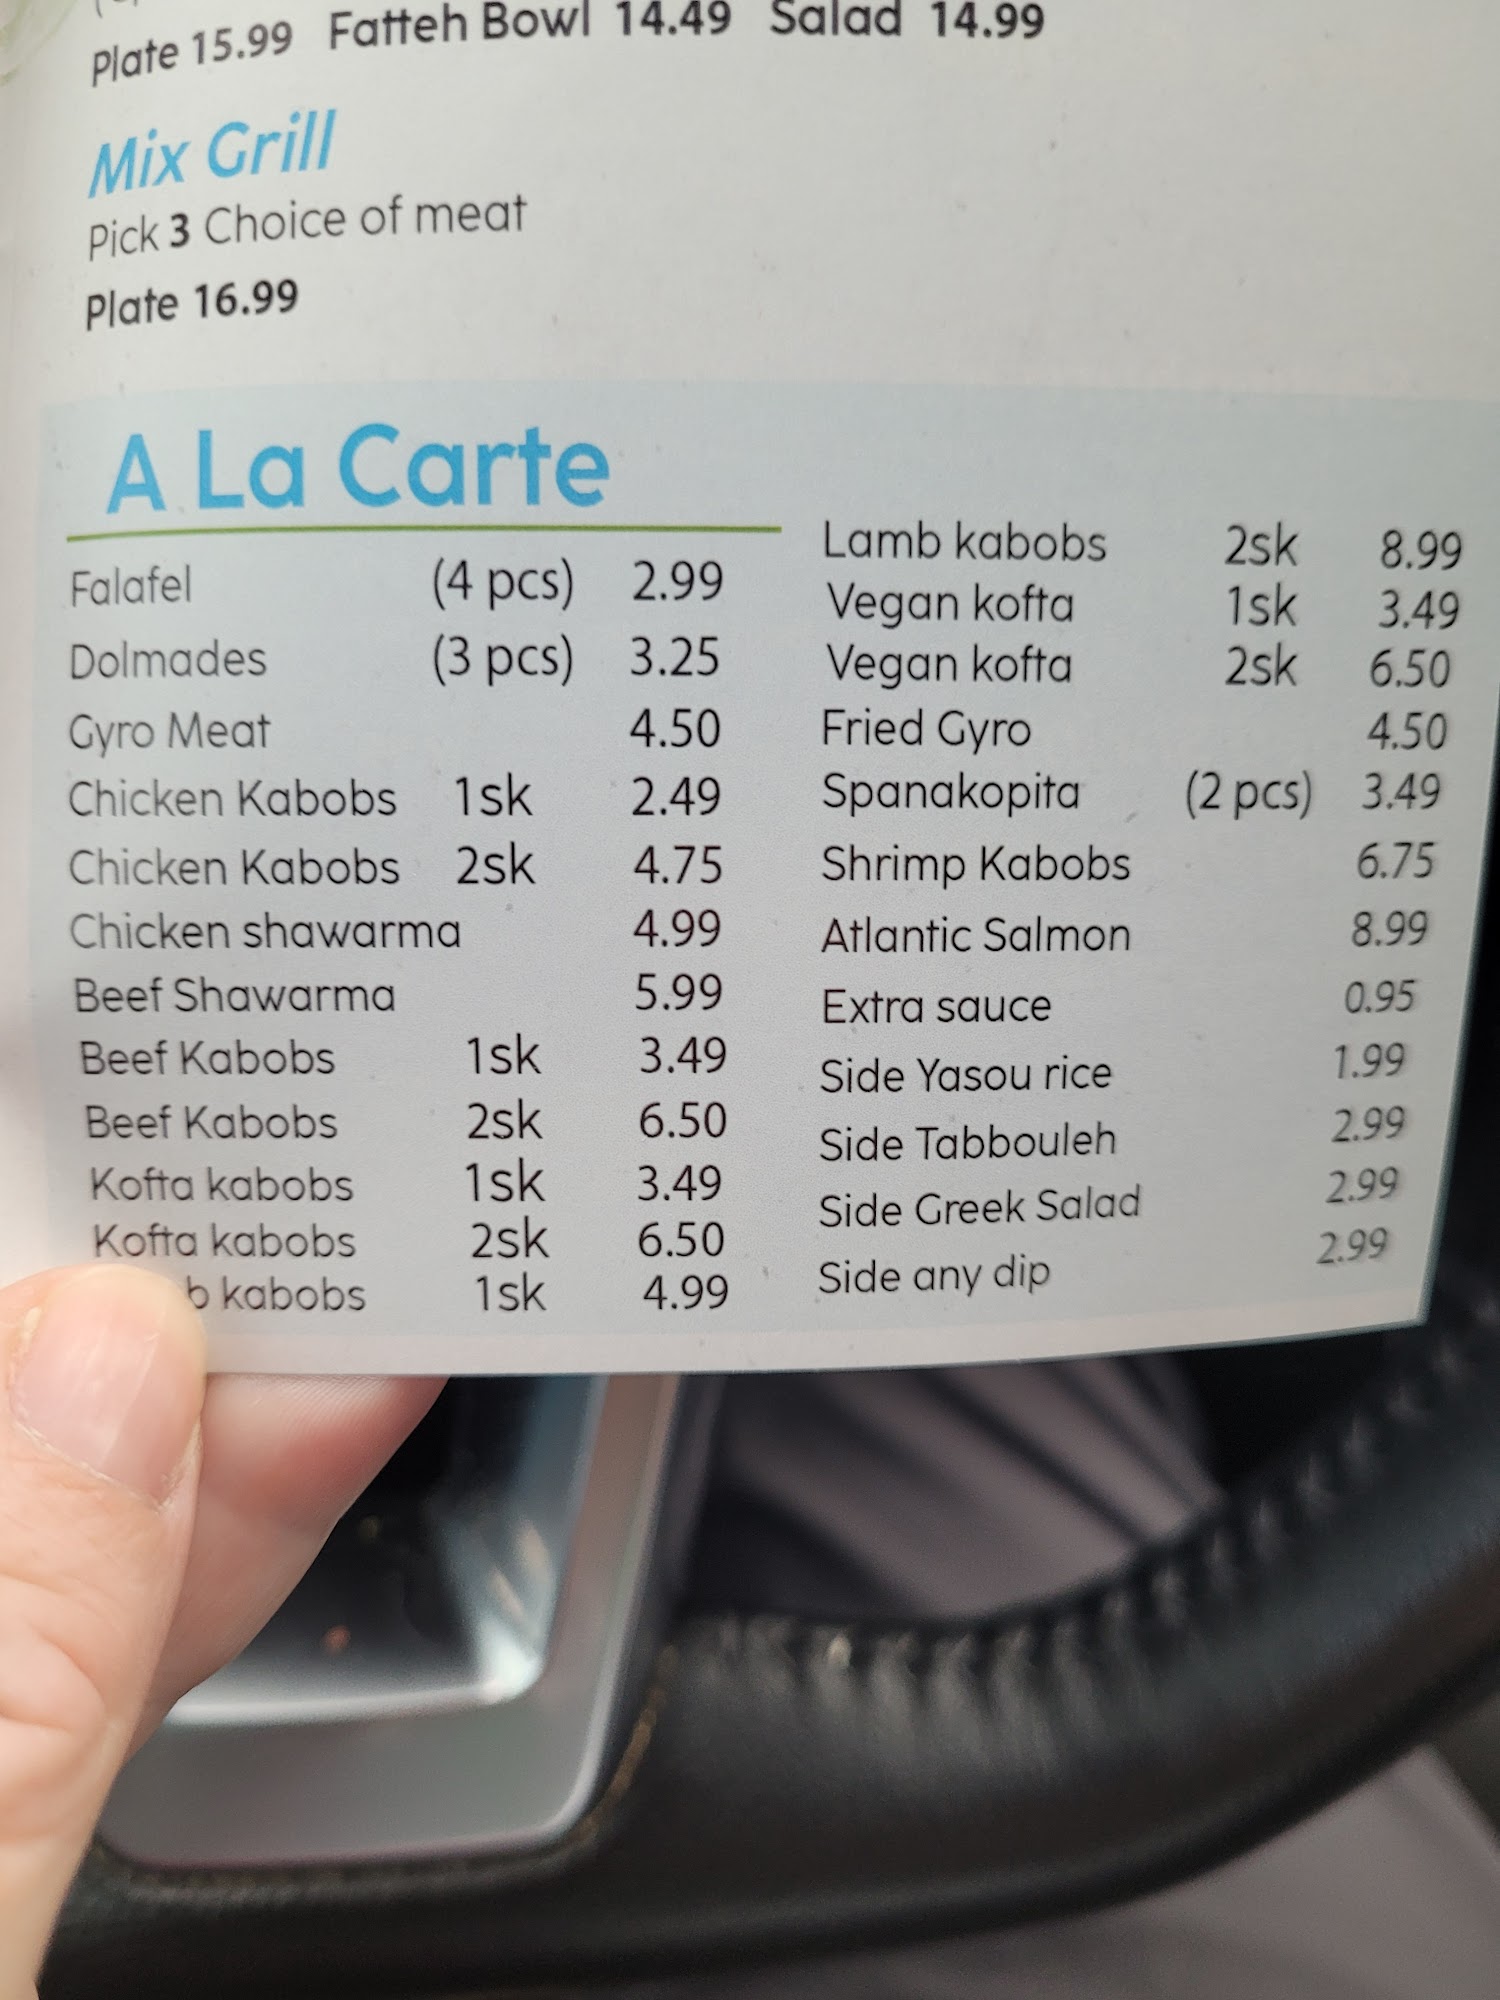 Plate 15.99 Fatteh Bowl 14.49 Salad 14.99
Mix Grill
Pick 3 Choice of meat
Plate 16.99
A La Carte
Falafel (4 pcs) 2.99
Dolmades (3 pcs) 3.25
Gyro Meat 4.50
Chicken Kabobs 1sk 2.49
Chicken Kabobs 2sk 4.75
Chicken shawarma 4.99
Beef Shawarma 5.99
Beef Kabobs 1sk 3.49
Beef Kabobs 2sk 6.50
Kofta kabobs 1sk 3.49
Kofta kabobs 2sk 6.50
b kabobs 1sk 4.99
Lamb kabobs 2sk 8.99
Vegan kofta 1sk 3.49
Vegan kofta 2sk 6.50
Fried Gyro 4.50
Spanakopita (2 pcs) 3.49
Shrimp Kabobs 6.75
Atlantic Salmon 8.99
Extra sauce 0.95
Side Yasou rice 1.99
Side Tabbouleh 2.99
Side Greek Salad 2.99
Side any dip 2.99